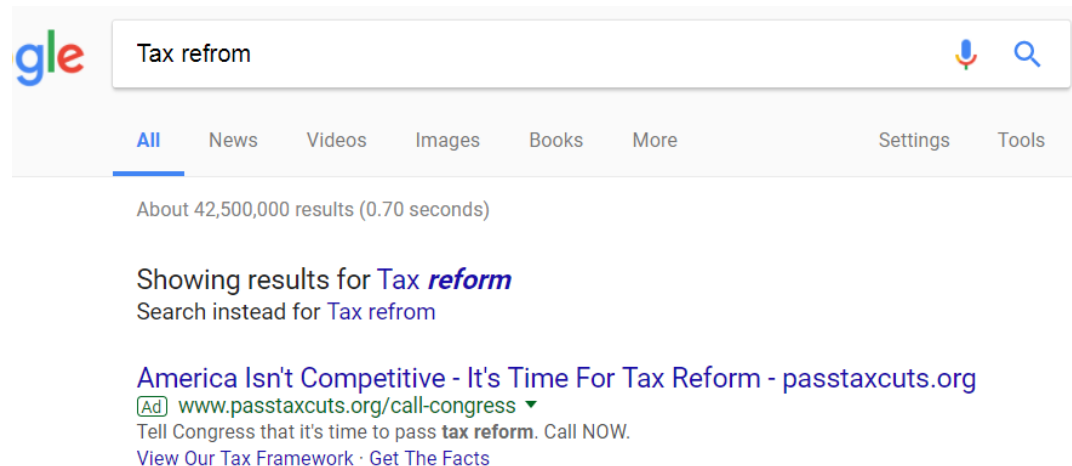 gle
Tax refrom
All News Videos Images Books More Settings Tools
About 42,500,000 results (0.70 seconds)
Showing results for Tax reform
Search instead for Tax refrom
America Isn't Competitive - It's Time For Tax Reform - passtaxcuts.org
Ad www.passtaxcuts.org/call-congress
Tell Congress that it's time to pass tax reform. Call NOW.
View Our Tax Framework · Get The Facts